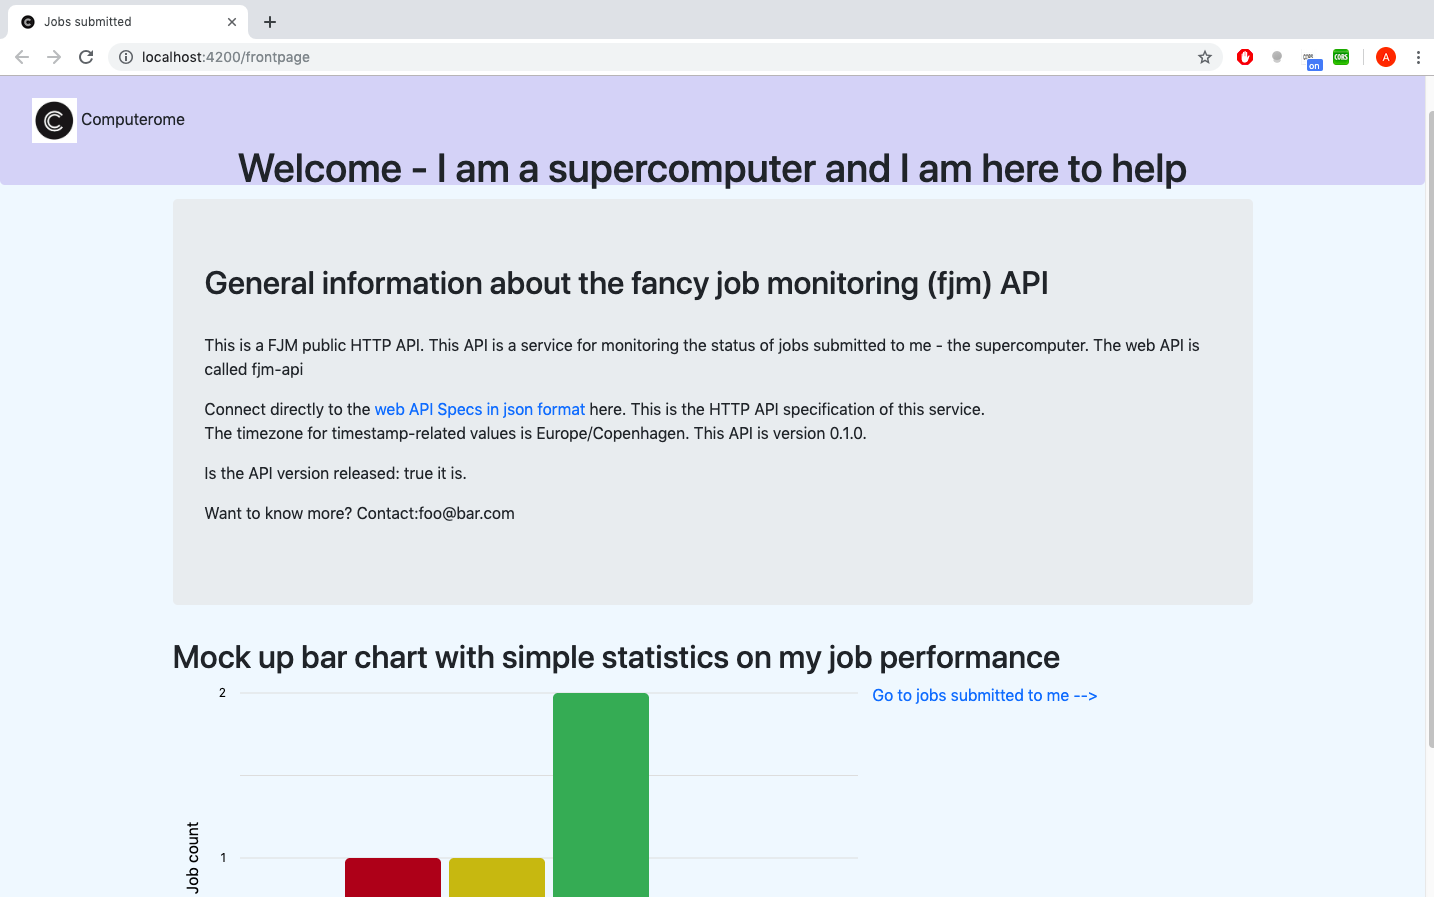 Jobs submitted
localhost:4200/frontpage
on
CORS
A
Computerome
Welcome - I am a supercomputer and I am here to help
General information about the fancy job monitoring (fjm) API
This is a FJM public HTTP API. This API is a service for monitoring the status of jobs submitted to me - the supercomputer. The web API is
called fjm-api
Connect directly to the web API Specs in json format here. This is the HTTP API specification of this service.
The timezone for timestamp-related values is Europe/Copenhagen. This API is version 0.1.0.
Is the API version released: true it is.
Want to know more? Contact:foo@bar.com
Mock up bar chart with simple statistics on my job performance
2
Go to jobs submitted to me -->
1
Job count